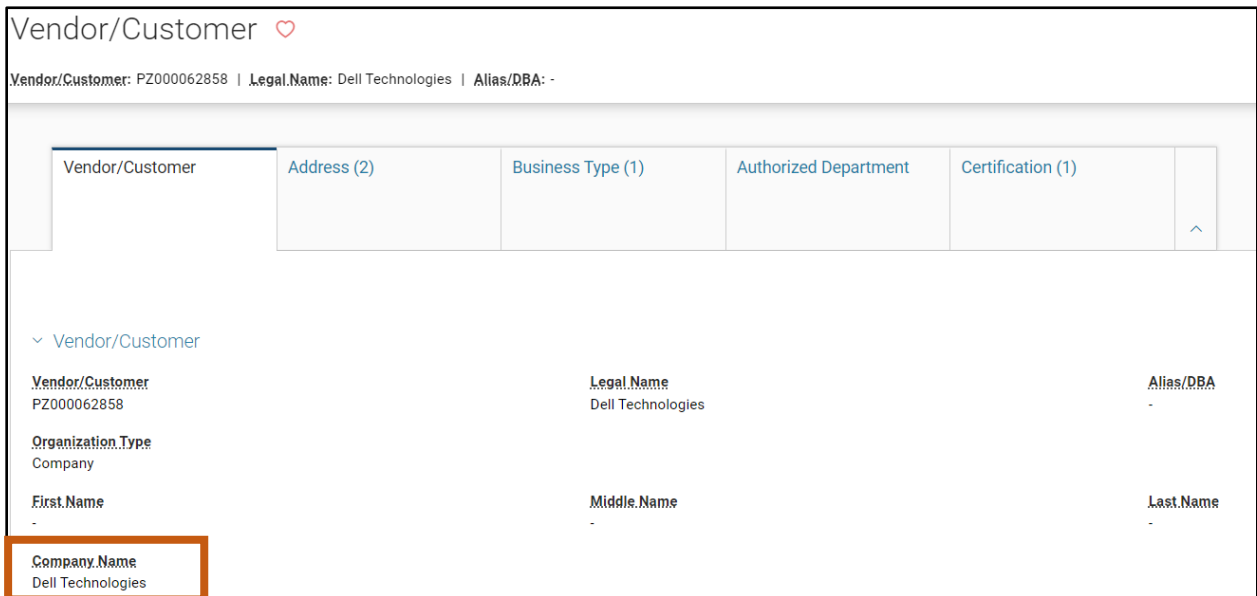 Vendor/Customer
Vendor/Customer: PZ000062858 | Legal Name: Dell Technologies | Alias/DBA: -
Vendor/Customer Address (2) Business Type (1) Authorized Department Certification (1)
Vendor/Customer
Vendor/Customer Legal Name Alias/DBA
PZ000062858 Dell Technologies -
Organization Type
Company
First Name Middle Name Last Name
- - -
Company Name
Dell Technologies